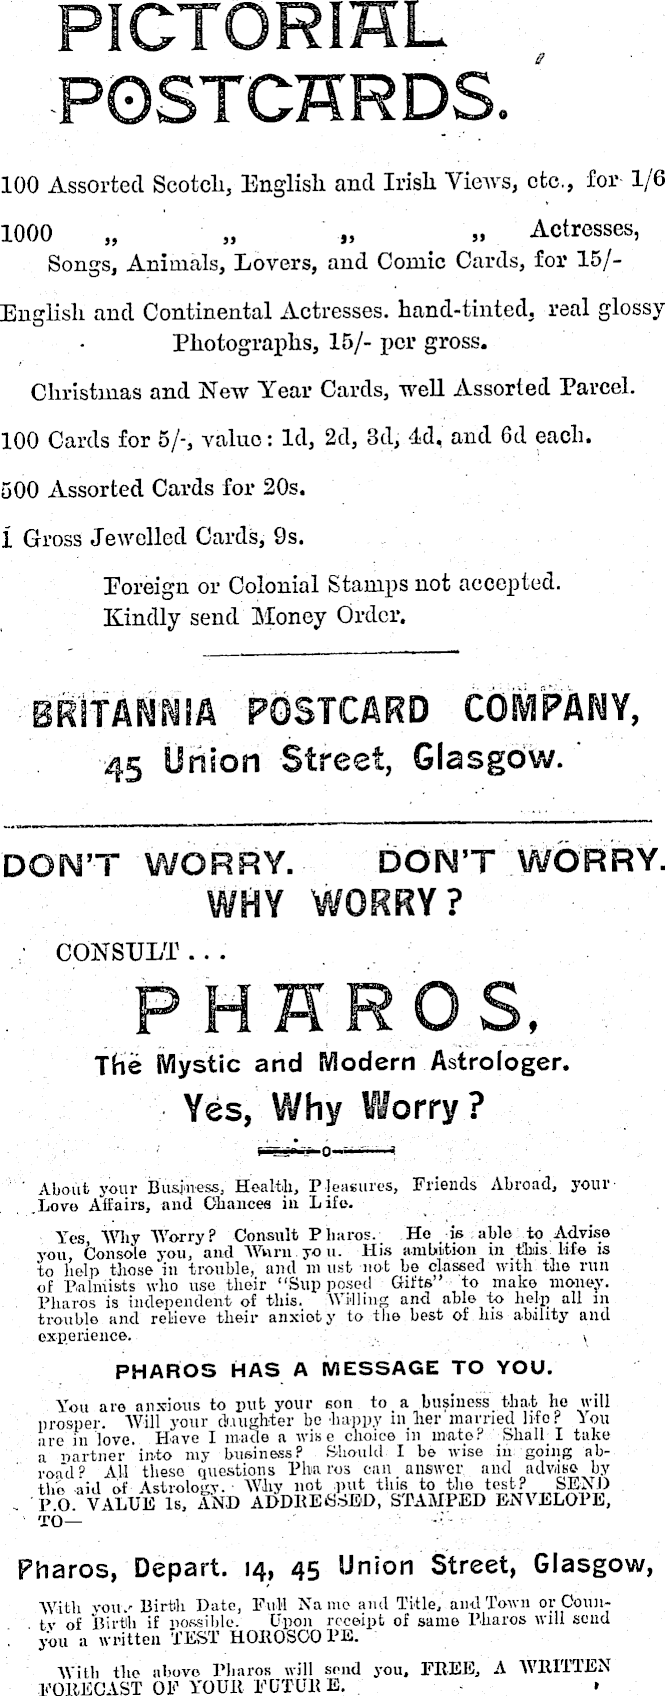 PICTORIAL
POSTCARDS.
100 Assorted Scotch, English and Irish Views, etc., for 1/6
1000 „ „ „ „ Actresses,
Songs, Animals, Lovers, and Comic Cards, for 15/-
English and Continental Actresses. hand-tinted, real glossy
Photographs, 15/- per gross.
Christmas and New Year Cards, well Assorted Parcel.
100 Cards for 5/-, value: 1d, 2d, 3d, 4d, and 6d each.
500 Assorted Cards for 20s.
1 Gross Jewelled Cards, 9s.
Foreign or Colonial Stamps not accepted.
Kindly send Money Order.
BRITANNIA POSTCARD COMPANY,
45 Union Street, Glasgow.
DON'T WORRY. DON'T WORRY.
WHY WORRY?
CONSULT...
PHAROS,
The Mystic and Modern Astrologer.
Yes, Why Worry?
About your Business, Health, Pleasures, Friends Abroad, your
Love Affairs, and Chances in Life.
Yes, Why Worry? Consult Pharos. He is able to Advise
you, Console you, and Warn you. His ambition in this life is
to help those in trouble, and must not be classed with the run
of Palmists who use their "Supposed Gifts" to make money.
Pharos is independent of this. Willing and able to help all in
trouble and relieve their anxiety to the best of his ability and
experience.
PHAROS HAS A MESSAGE TO YOU.
You are anxious to put your son to a business that he will
prosper. Will your daughter be happy in her married life? You
are in love. Have I made a wise choice in mate? Shall I take
a partner into my business? Should I be wise in going ab-
road? All these questions Pharos can answer and advise by
the aid of Astrology. Why not put this to the test? SEND
P.O. VALUE 1s, AND ADDRESSED, STAMPED ENVELOPE,
TO—
Pharos, Depart. 14, 45 Union Street, Glasgow,
With your Birth Date, Full Name and Title, and Town or Coun-
ty of Birth if possible. Upon receipt of same Pharos will send
you a written TEST HOROSCOPE.
With the above Pharos will send you, FREE, A WRITTEN
FORECAST OF YOUR FUTURE.